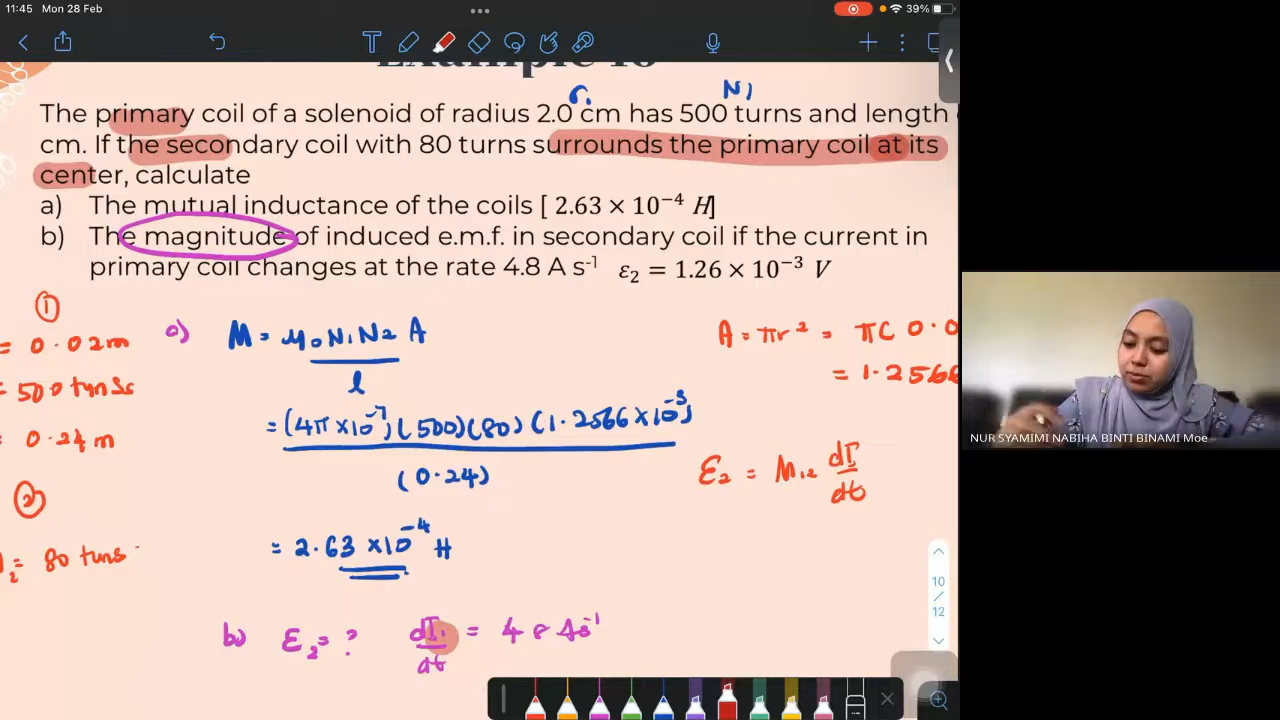 11:45 Mon 28 Feb
39%
Example 10
The primary coil of a solenoid of radius 2.0 cm has 500 turns and length
cm. If the secondary coil with 80 turns surrounds the primary coil at its
center, calculate
a) The mutual inductance of the coils [ 2.63 × 10⁻⁴ H]
b) The magnitude of induced e.m.f. in secondary coil if the current in
primary coil changes at the rate 4.8 A s⁻¹ ε₂ = 1.26 × 10⁻³ V
r₁
N1
①
= 0.02m
= 500 turns
= 0.24 m
②
₂ = 80 turns
a) M = μ₀N₁N₂ A
l
= (4π × 10⁻⁷)(500)(80)(1.2566 × 10⁻³)
(0.24)
= 2.63 × 10⁻⁴ H
A = πr² = π( 0.0
= 1.2566
ε₂ = M₁₂ dI
dt
b) ε₂ = ? dI₁ = 4.8 As⁻¹
dt
NUR SYAMIMI NABIHA BINTI BINAMI Moe
10
/
12